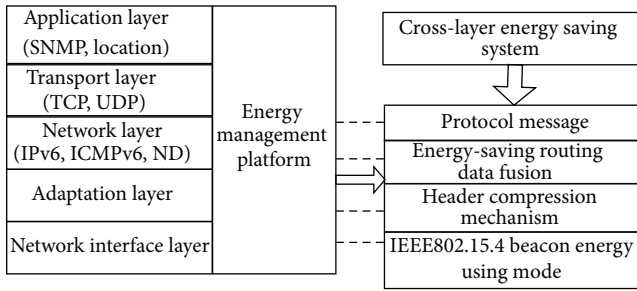 Application layer
(SNMP, location)
Transport layer
(TCP, UDP)
Network layer
(IPv6, ICMPv6, ND)
Adaptation layer
Network interface layer
Energy
management
platform
Cross-layer energy saving
system
Protocol message
Energy-saving routing
data fusion
Header compression
mechanism
IEEE802.15.4 beacon energy
using mode